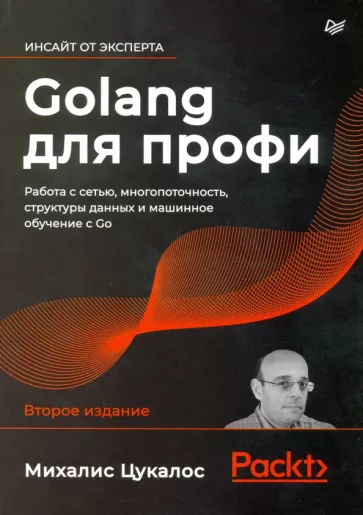 ИНСАЙТ ОТ ЭКСПЕРТА
Golang
для профи
Работа с сетью, многопоточность,
структуры данных и машинное
обучение с Go
Второе издание
Михалис Цукалос
Packt>